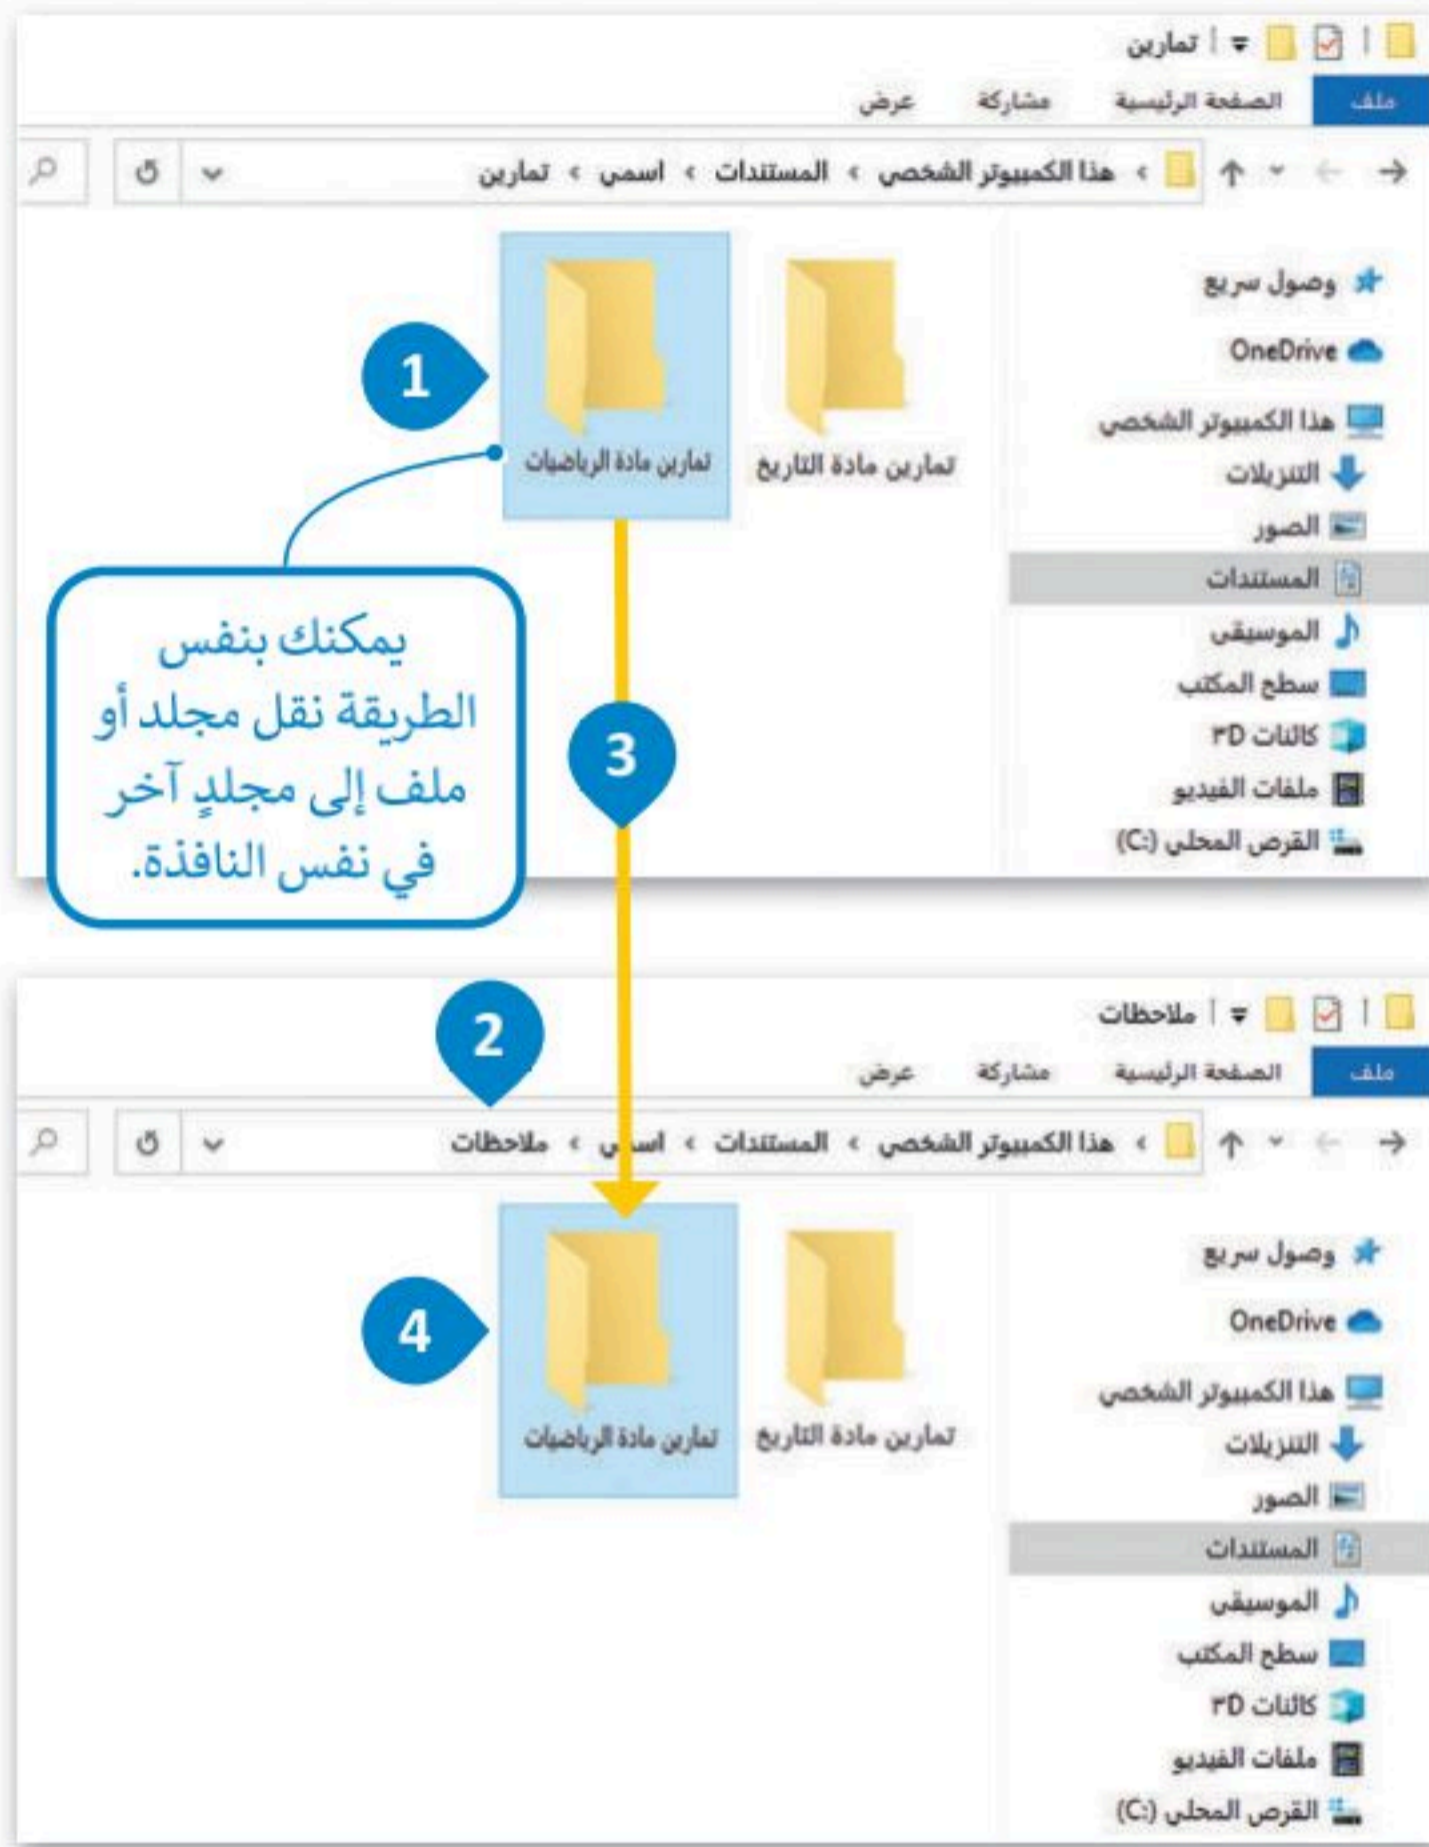 تمارين
ملف الصفحة الرئيسية مشاركة عرض
هذا الكمبيوتر الشخصي › المستندات › اسمي › تمارين
وصول سريع
OneDrive
هذا الكمبيوتر الشخصي
التنزيلات
الصور
المستندات
الموسيقى
سطح المكتب
كائنات ٣D
ملفات الفيديو
القرص المحلي (C:)
تمارين مادة التاريخ
تمارين مادة الرياضيات
1
يمكنك بنفس
الطريقة نقل مجلد أو
ملف إلى مجلدٍ آخر
في نفس النافذة.
3
2
ملاحظات
ملف الصفحة الرئيسية مشاركة عرض
هذا الكمبيوتر الشخصي › المستندات › اسمي › ملاحظات
وصول سريع
OneDrive
هذا الكمبيوتر الشخصي
التنزيلات
الصور
المستندات
الموسيقى
سطح المكتب
كائنات ٣D
ملفات الفيديو
القرص المحلي (C:)
تمارين مادة التاريخ
تمارين مادة الرياضيات
4